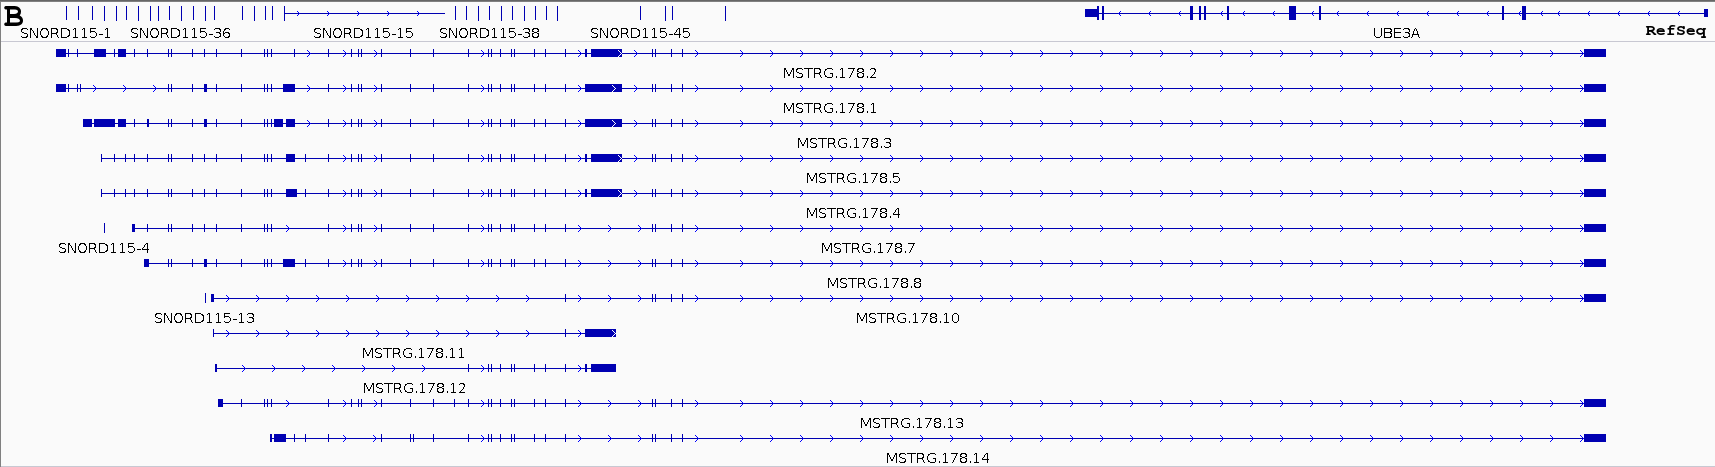 B
SNORD115-1 SNORD115-36 SNORD115-15 SNORD115-38 SNORD115-45 UBE3A RefSeq
MSTRG.178.2
MSTRG.178.1
MSTRG.178.3
MSTRG.178.5
MSTRG.178.4
SNORD115-4 MSTRG.178.7
MSTRG.178.8
SNORD115-13 MSTRG.178.10
MSTRG.178.11
MSTRG.178.12
MSTRG.178.13
MSTRG.178.14